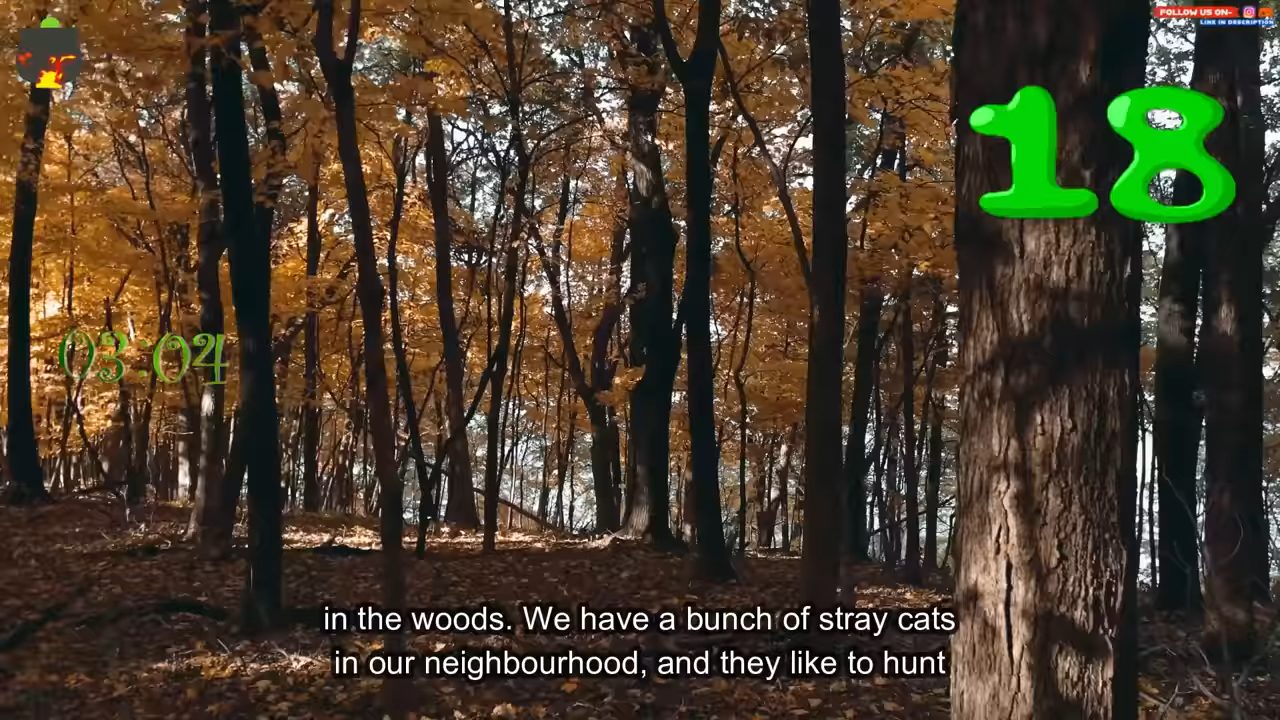 FOLLOW US ON-
LINK IN DESCRIPTION
18
03:04
in the woods. We have a bunch of stray cats
in our neighbourhood, and they like to hunt